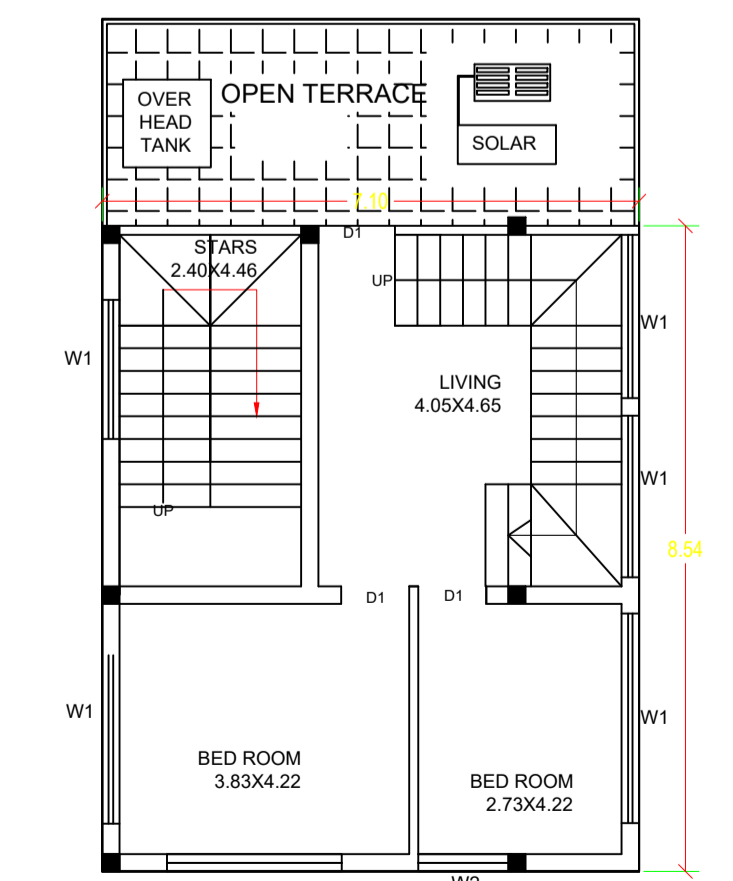 OPEN TERRACE
OVER
HEAD
TANK
SOLAR
7.10
D1
STARS
2.40X4.46
UP
W1
W1
LIVING
4.05X4.65
W1
UP
8.54
D1
D1
W1
W1
BED ROOM
3.83X4.22
BED ROOM
2.73X4.22